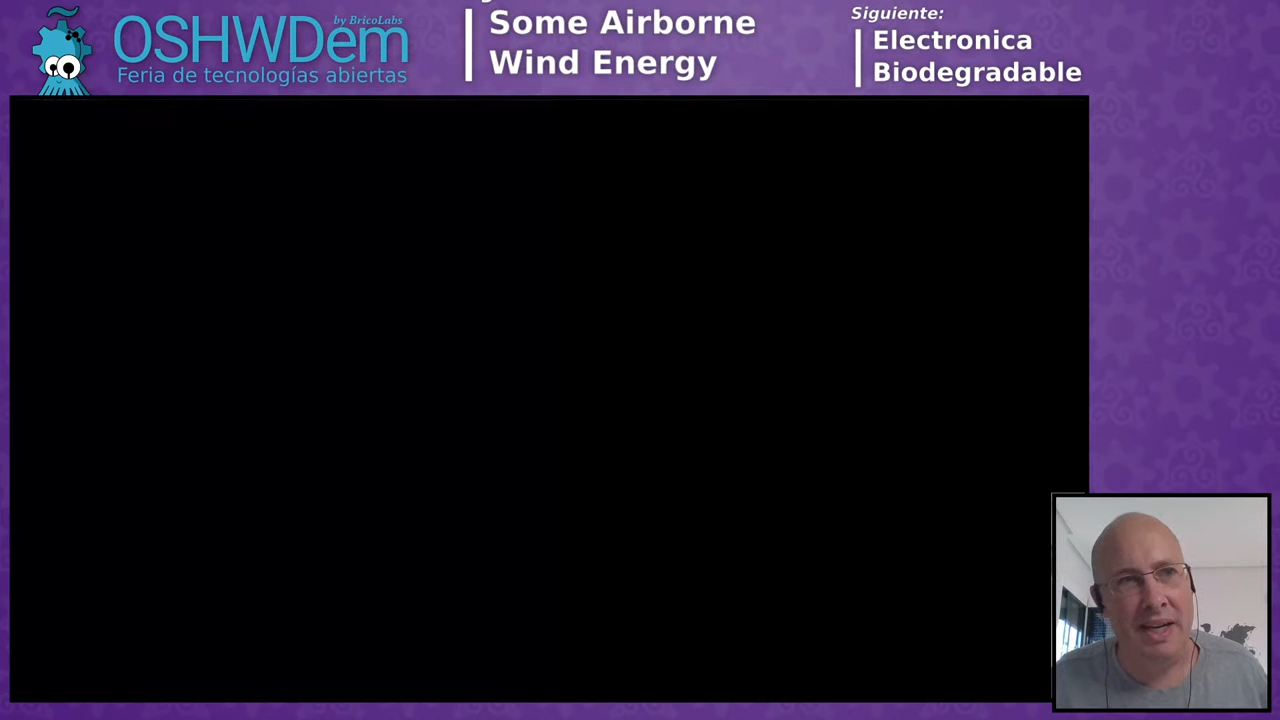 by BricoLabs
OSHWDem
Feria de tecnologías abiertas
Some Airborne
Wind Energy
Siguiente:
Electronica
Biodegradable